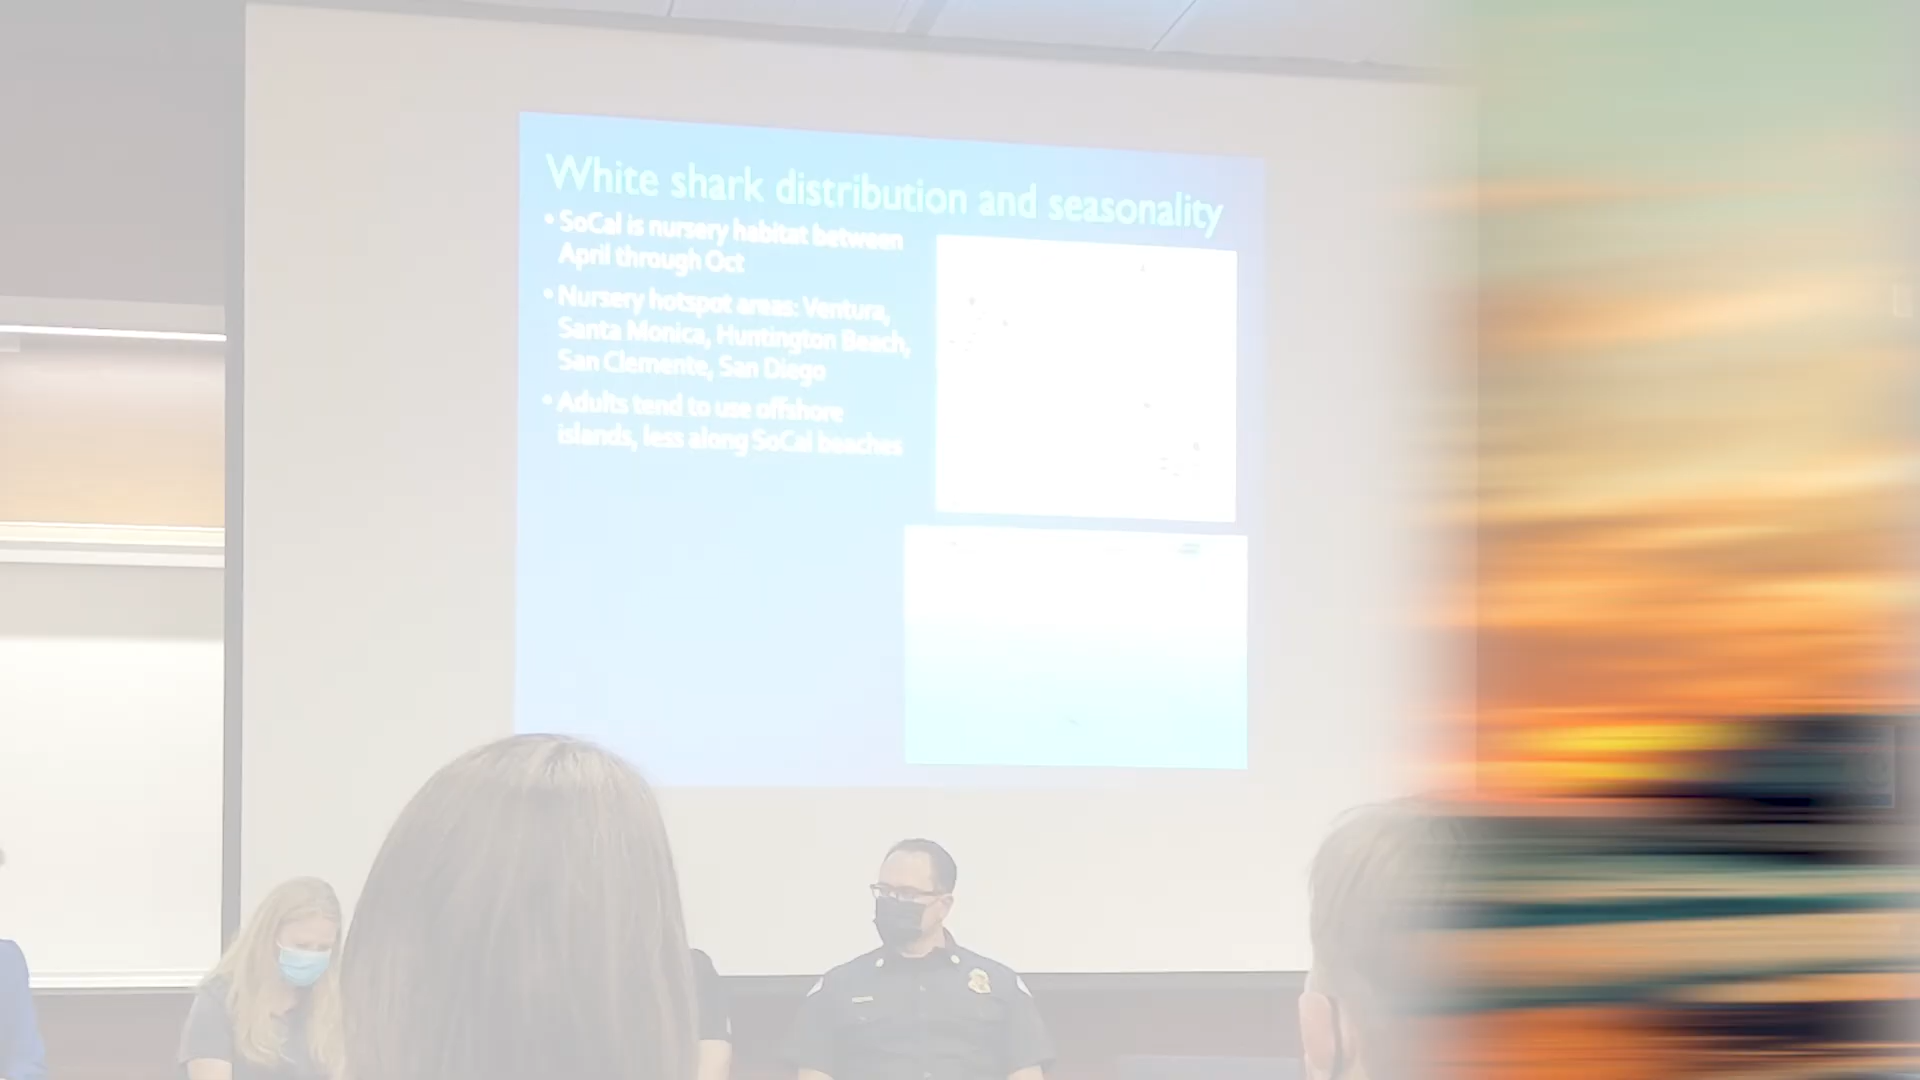 White shark distribution and seasonality
• SoCal is nursery habitat between
April through Oct
• Nursery hotspot areas: Ventura,
Santa Monica, Huntington Beach,
San Clemente, San Diego
• Adults tend to use offshore
islands, less along SoCal beaches